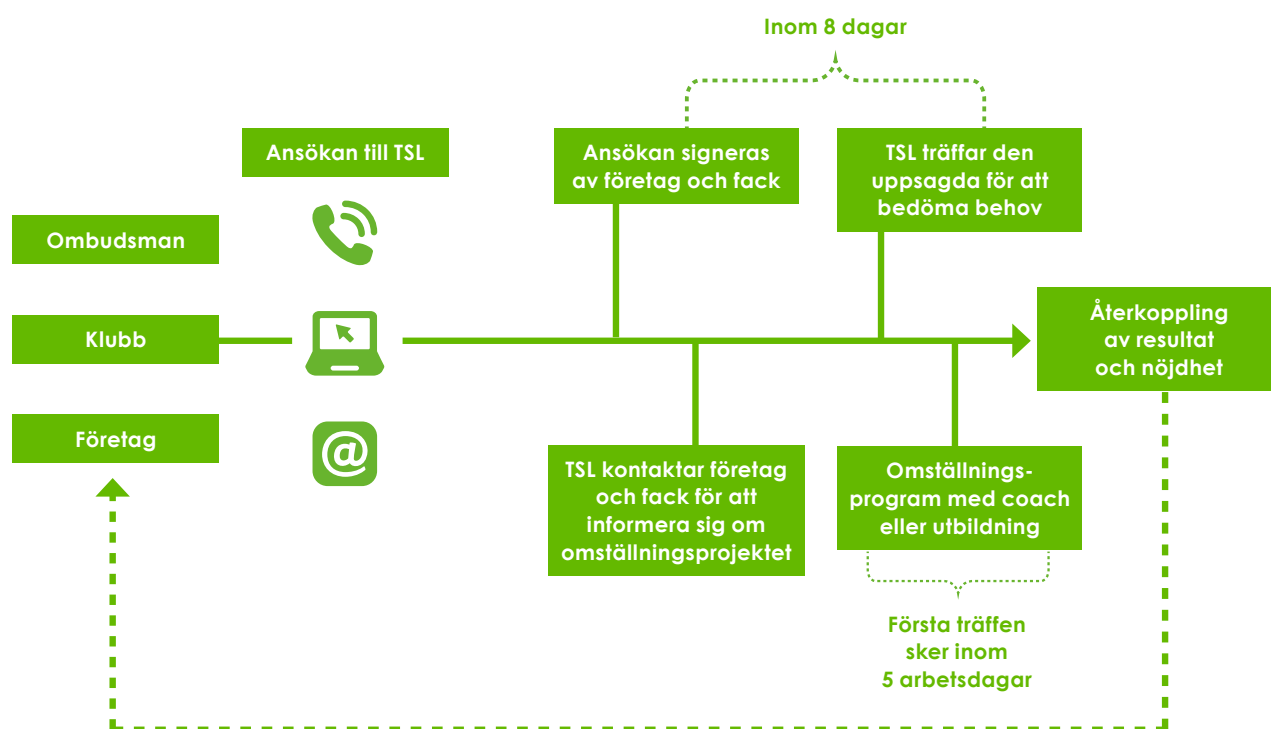 Inom 8 dagar
Ansökan till TSL
Ansökan signeras
av företag och fack
TSL träffar den
uppsagda för att
bedöma behov
Ombudsman
Klubb
Företag
@
Återkoppling
av resultat
och nöjdhet
TSL kontaktar företag
och fack för att
informera sig om
omställningsprojektet
Omställnings-
program med coach
eller utbildning
Första träffen
sker inom
5 arbetsdagar